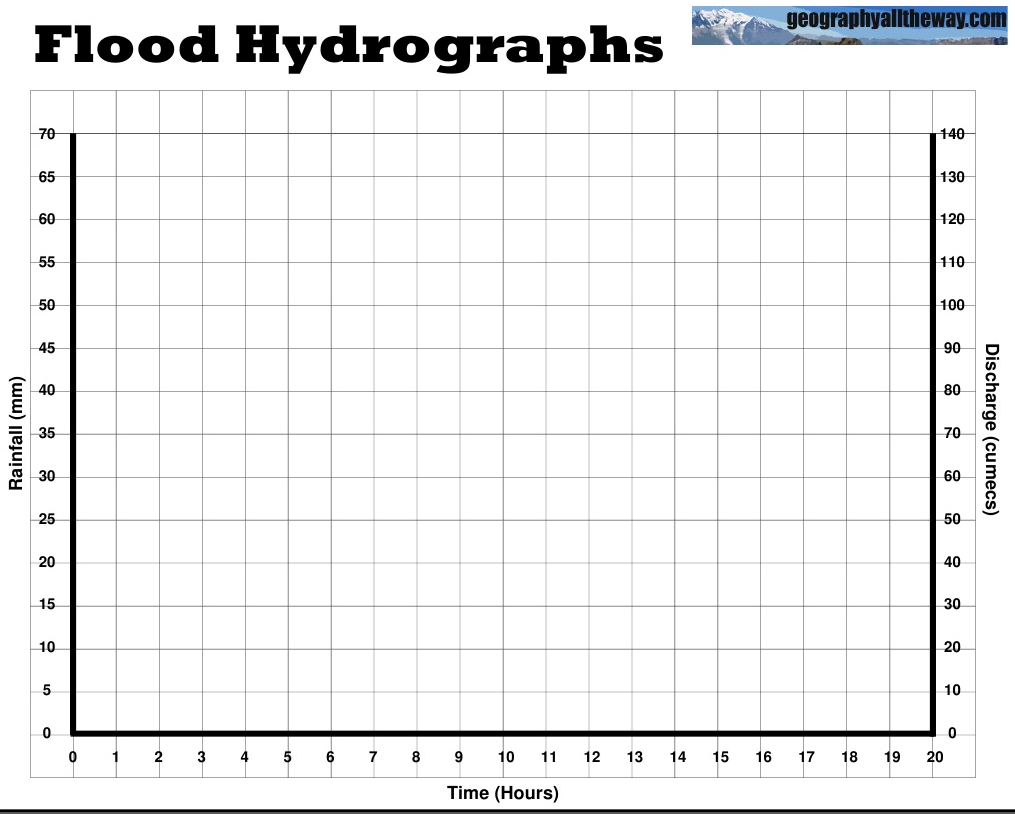 Flood Hydrographs
geographyalltheway.com
70 140
65 130
60 120
55 110
50 100
45 90
40 80
35 70
30 60
25 50
20 40
15 30
10 20
5 10
0 0
Rainfall (mm)
Discharge (cumecs)
0 1 2 3 4 5 6 7 8 9 10 11 12 13 14 15 16 17 18 19 20
Time (Hours)